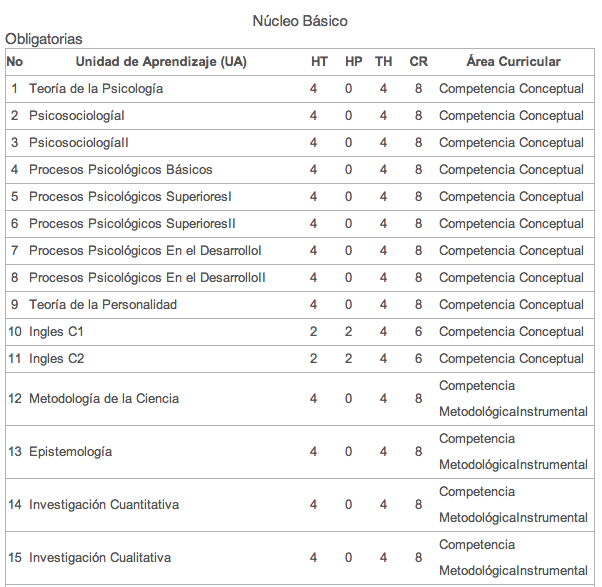 Núcleo Básico
Obligatorias
No Unidad de Aprendizaje (UA) HT HP TH CR Área Curricular
1 Teoría de la Psicología 4 0 4 8 Competencia Conceptual
2 PsicosociologíaI 4 0 4 8 Competencia Conceptual
3 PsicosociologíaII 4 0 4 8 Competencia Conceptual
4 Procesos Psicológicos Básicos 4 0 4 8 Competencia Conceptual
5 Procesos Psicológicos SuperioresI 4 0 4 8 Competencia Conceptual
6 Procesos Psicológicos SuperioresII 4 0 4 8 Competencia Conceptual
7 Procesos Psicológicos En el DesarrolloI 4 0 4 8 Competencia Conceptual
8 Procesos Psicológicos En el DesarrolloII 4 0 4 8 Competencia Conceptual
9 Teoría de la Personalidad 4 0 4 8 Competencia Conceptual
10 Ingles C1 2 2 4 6 Competencia Conceptual
11 Ingles C2 2 2 4 6 Competencia Conceptual
12 Metodología de la Ciencia 4 0 4 8 Competencia
MetodológicaInstrumental
13 Epistemología 4 0 4 8 Competencia
MetodológicaInstrumental
14 Investigación Cuantitativa 4 0 4 8 Competencia
MetodológicaInstrumental
15 Investigación Cualitativa 4 0 4 8 Competencia
MetodológicaInstrumental